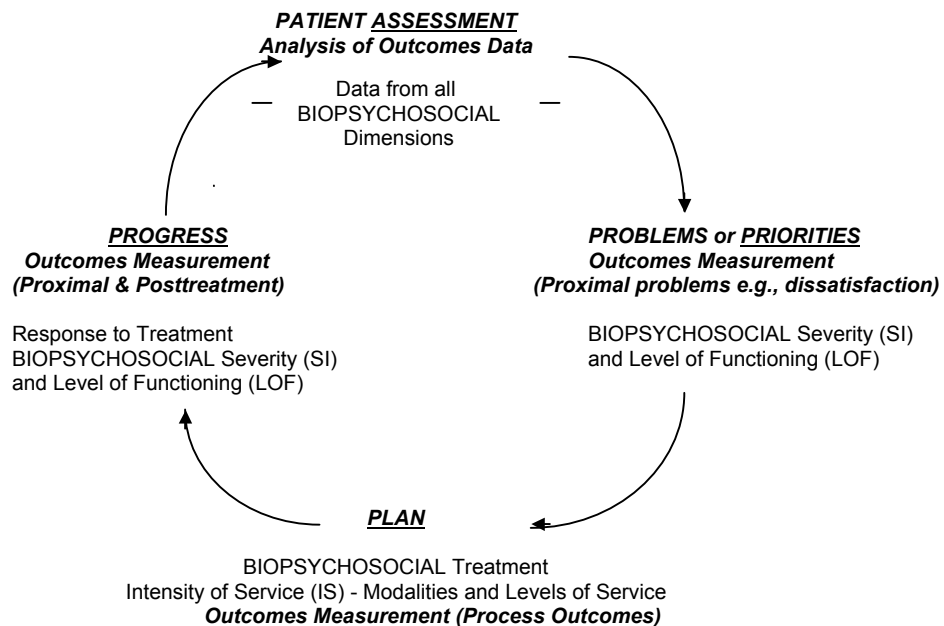 PATIENT ASSESSMENT
Analysis of Outcomes Data
Data from all
BIOPSYCHOSOCIAL
Dimensions
PROGRESS
Outcomes Measurement
(Proximal & Posttreatment)
Response to Treatment
BIOPSYCHOSOCIAL Severity (SI)
and Level of Functioning (LOF)
PROBLEMS or PRIORITIES
Outcomes Measurement
(Proximal problems e.g., dissatisfaction)
BIOPSYCHOSOCIAL Severity (SI)
and Level of Functioning (LOF)
PLAN
BIOPSYCHOSOCIAL Treatment
Intensity of Service (IS) - Modalities and Levels of Service
Outcomes Measurement (Process Outcomes)